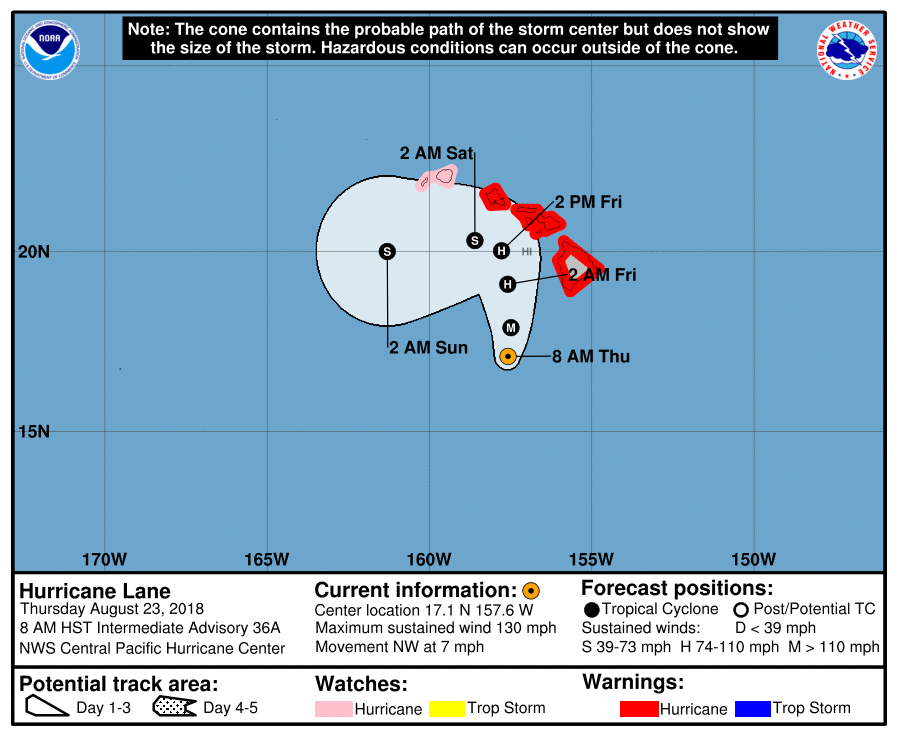 Note: The cone contains the probable path of the storm center but does not show
the size of the storm. Hazardous conditions can occur outside of the cone.
NOAA
NATIONAL WEATHER SERVICE
2 AM Sat
2 PM Fri
S
H
HI
20N
S
H
2 AM Fri
M
2 AM Sun
8 AM Thu
15N
170W 165W 160W 155W 150W
Hurricane Lane
Thursday August 23, 2018
8 AM HST Intermediate Advisory 36A
NWS Central Pacific Hurricane Center
Current information:
Center location 17.1 N 157.6 W
Maximum sustained wind 130 mph
Movement NW at 7 mph
Forecast positions:
Tropical Cyclone Post/Potential TC
Sustained winds: D < 39 mph
S 39-73 mph H 74-110 mph M > 110 mph
Potential track area:
Day 1-3 Day 4-5
Watches:
Hurricane Trop Storm
Warnings:
Hurricane Trop Storm